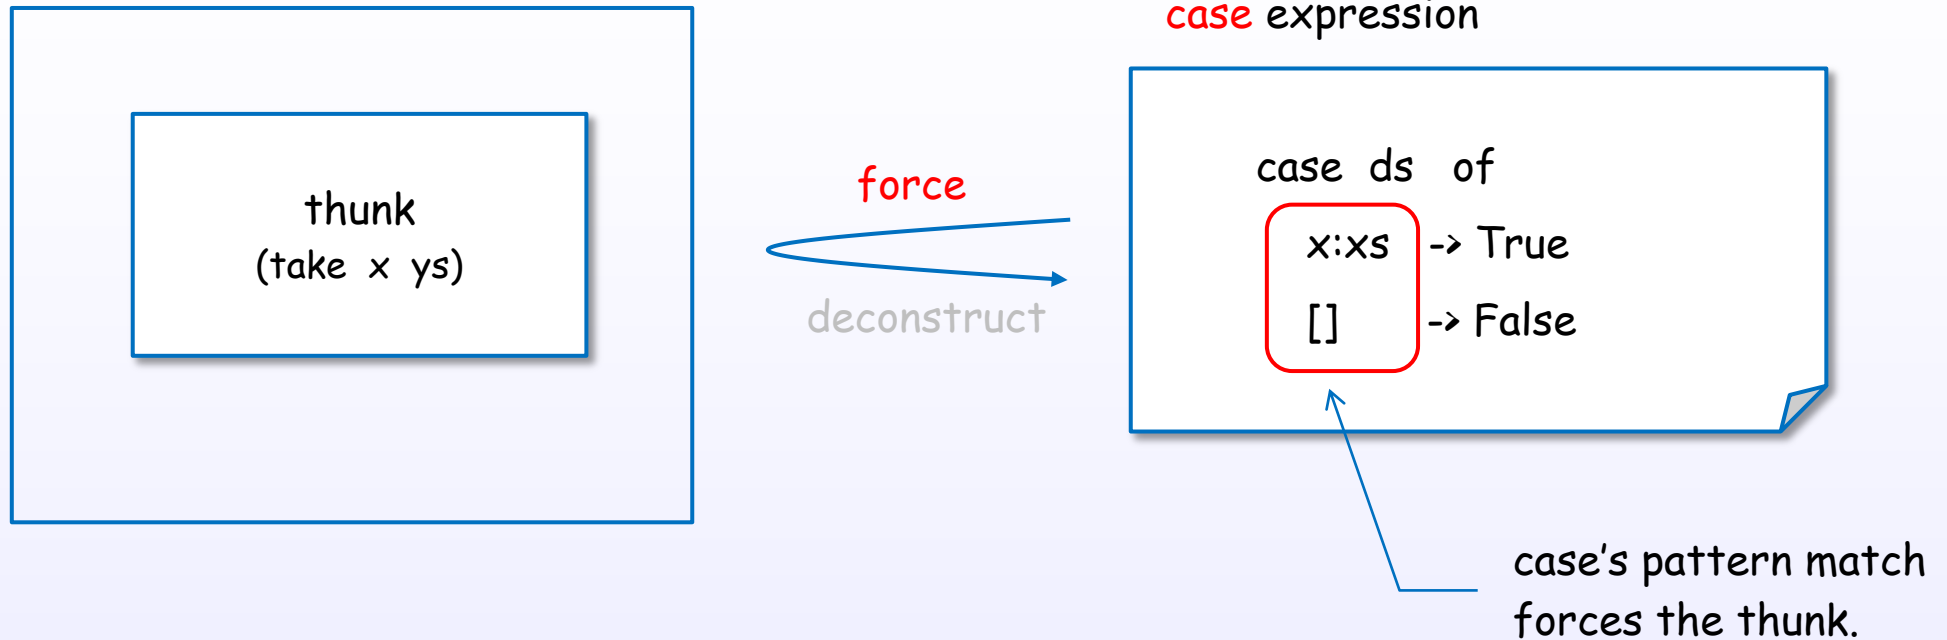 case expression
thunk
(take x ys)
force
deconstruct
case ds of
x:xs -> True
[] -> False
case's pattern match
forces the thunk.